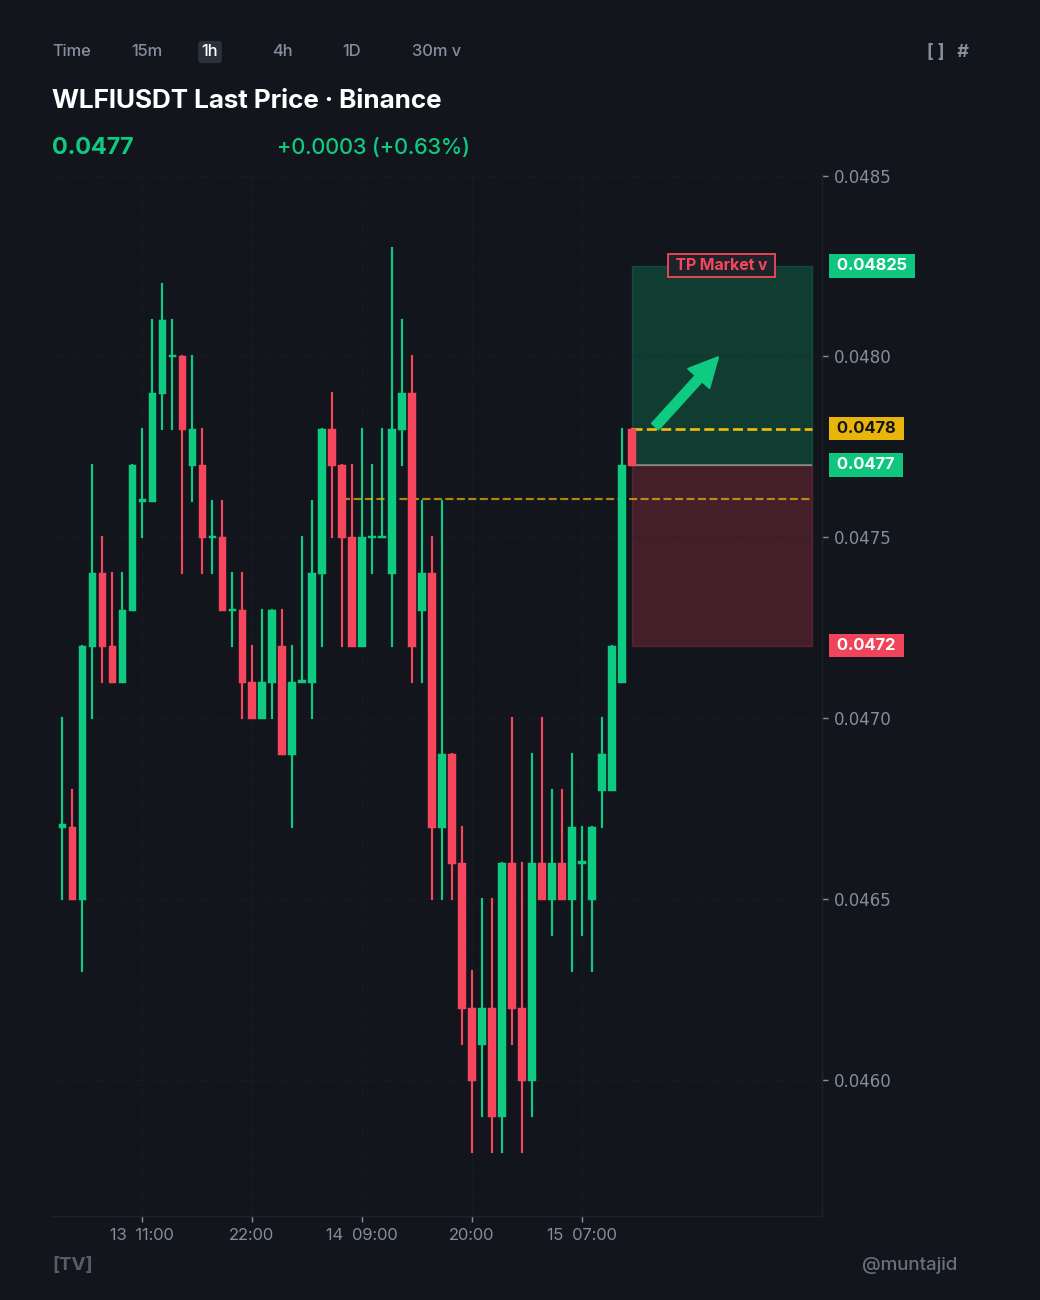 Time 15m 1h 4h 1D 30m v [ ] #
WLFIUSDT Last Price · Binance
0.0477 +0.0003 (+0.63%)
0.0485
TP Market v 0.04825
0.0480
0.0478
0.0477
0.0475
0.0472
0.0470
0.0465
0.0460
13 11:00 22:00 14 09:00 20:00 15 07:00
[TV] @muntajid